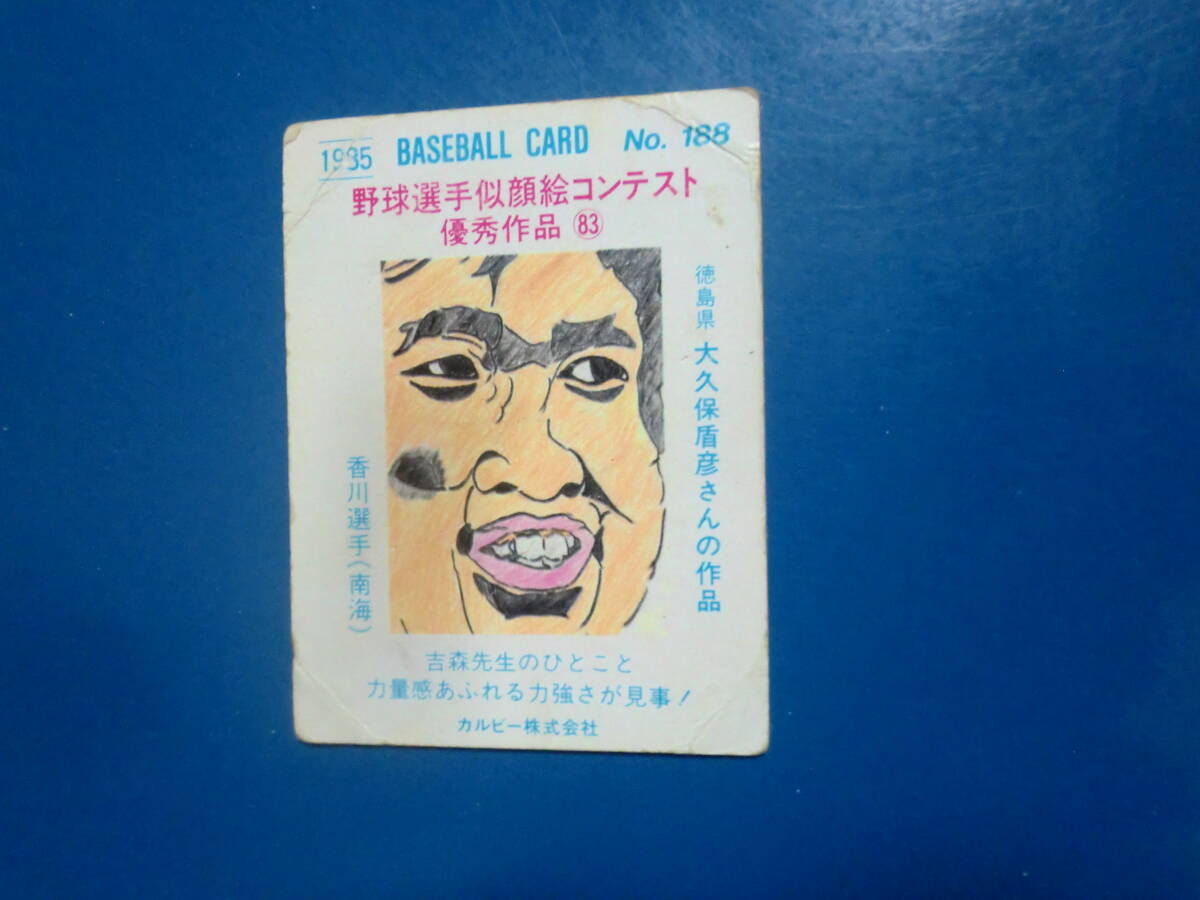 1985 BASEBALL CARD No. 188
野球選手似顔絵コンテスト
優秀作品 83
徳島県 大久保盾彦さんの作品
香川選手(南海)
吉森先生のひとこと
力量感あふれる力強さが見事!
カルビー株式会社